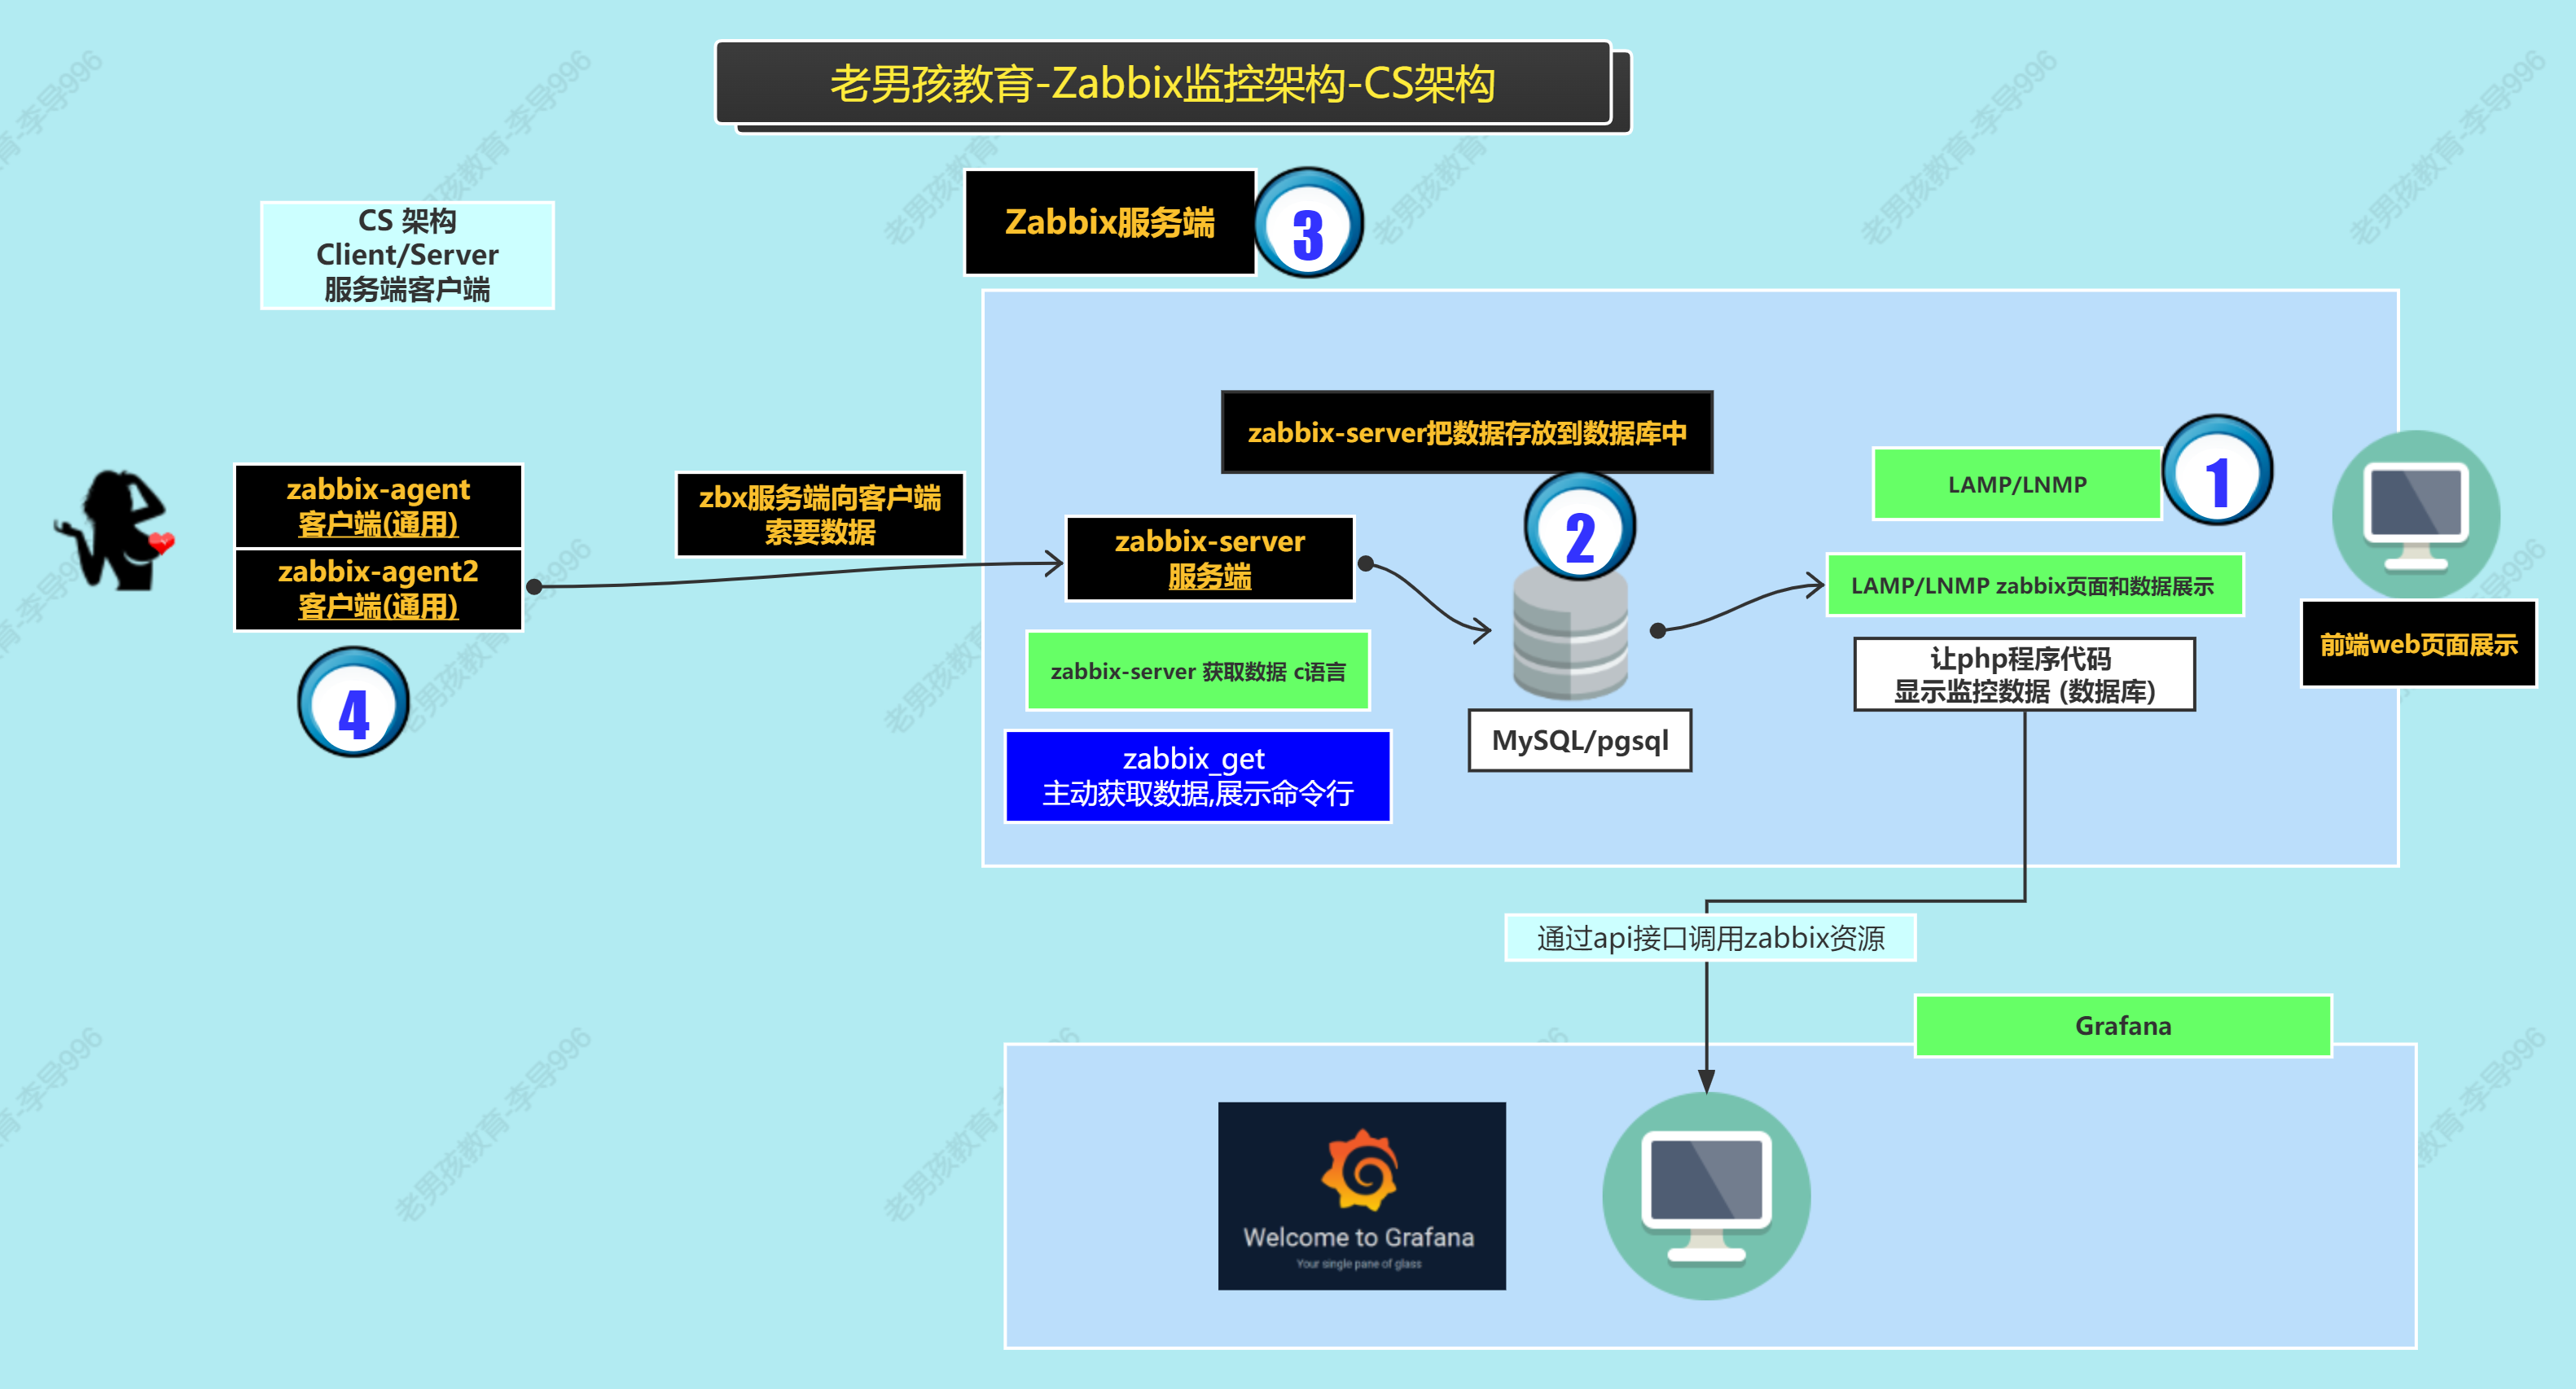 老男孩教育-Zabbix监控架构-CS架构
CS 架构
Client/Server
服务端客户端
Zabbix服务端
3
zabbix-server把数据存放到数据库中
LAMP/LNMP
1
zabbix-agent
客户端(通用)
zabbix-agent2
客户端(通用)
4
zbx服务端向客户端
索要数据
zabbix-server
服务端
2
LAMP/LNMP zabbix页面和数据展示
zabbix-server 获取数据 c语言
让php程序代码
显示监控数据 (数据库)
前端web页面展示
MySQL/pgsql
zabbix_get
主动获取数据,展示命令行
通过api接口调用zabbix资源
Grafana
Welcome to Grafana
Your single pane of glass
老男孩教育-李导996